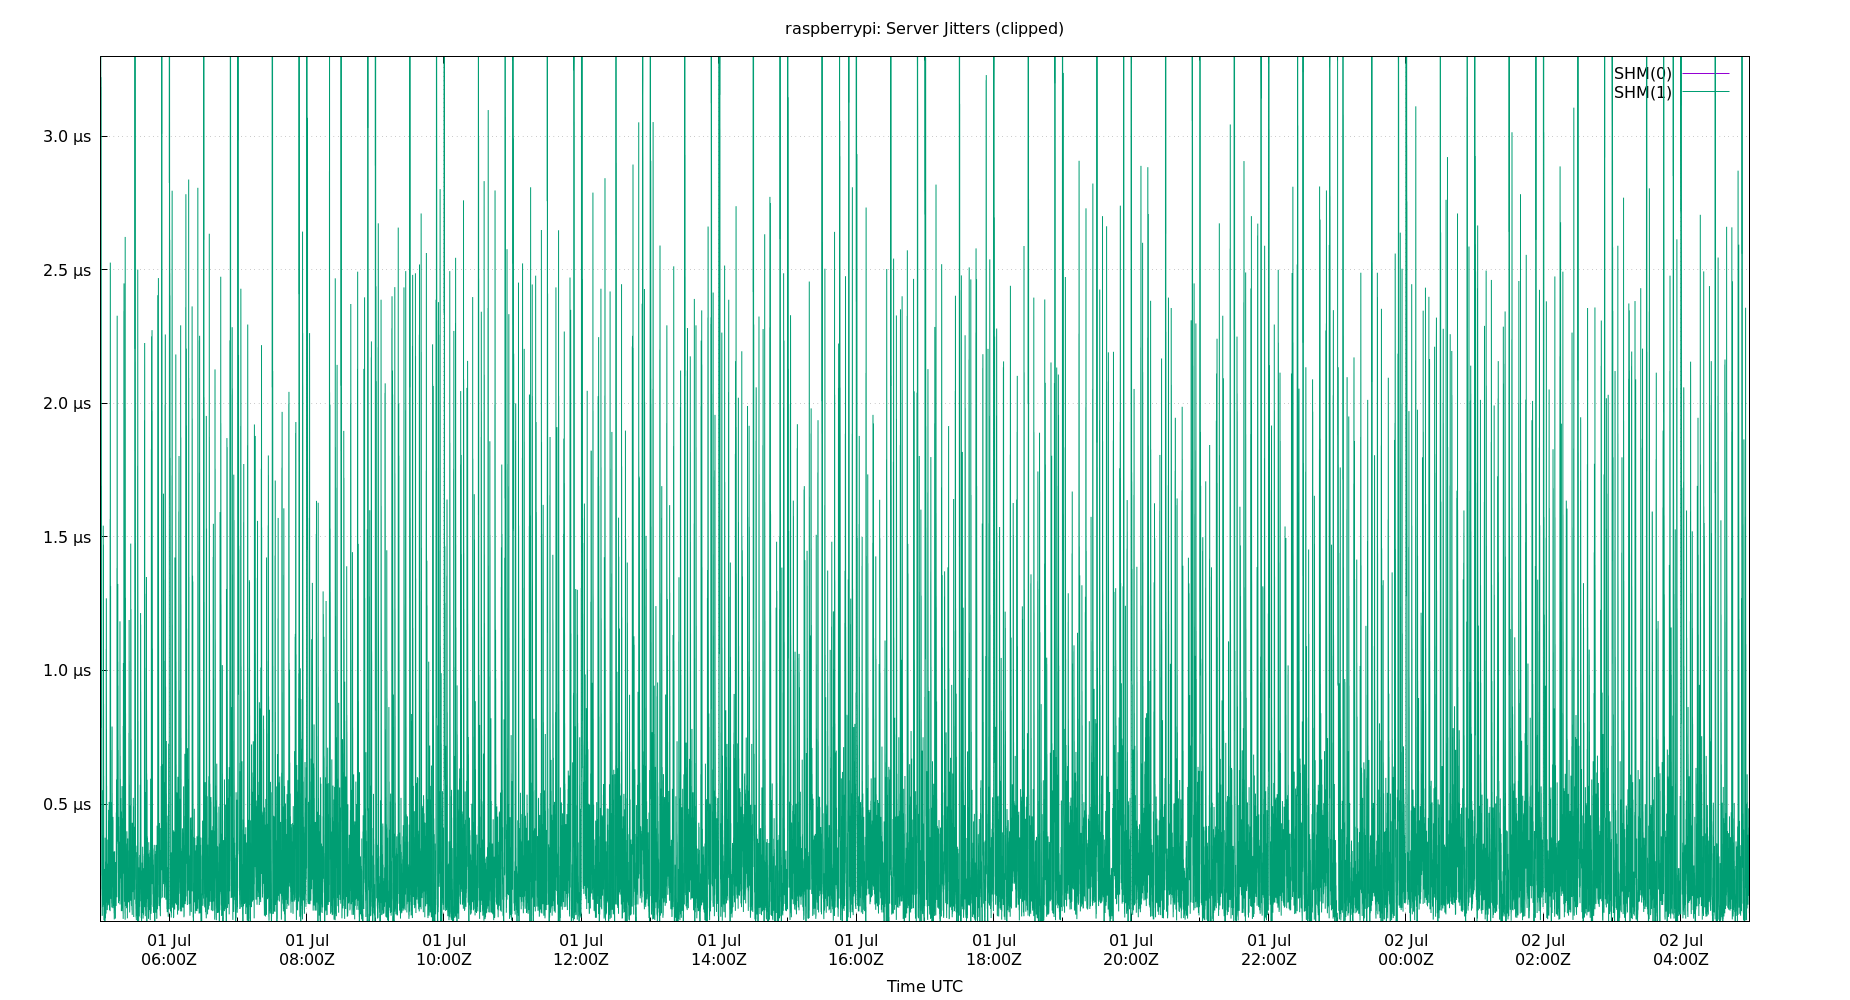 raspberrypi: Server Jitters (clipped)
SHM(0)
SHM(1)
3.0 µs
2.5 µs
2.0 µs
1.5 µs
1.0 µs
0.5 µs
01 Jul 01 Jul 01 Jul 01 Jul 01 Jul 01 Jul 01 Jul 01 Jul 01 Jul 02 Jul 02 Jul 02 Jul
06:00Z 08:00Z 10:00Z 12:00Z 14:00Z 16:00Z 18:00Z 20:00Z 22:00Z 00:00Z 02:00Z 04:00Z
Time UTC